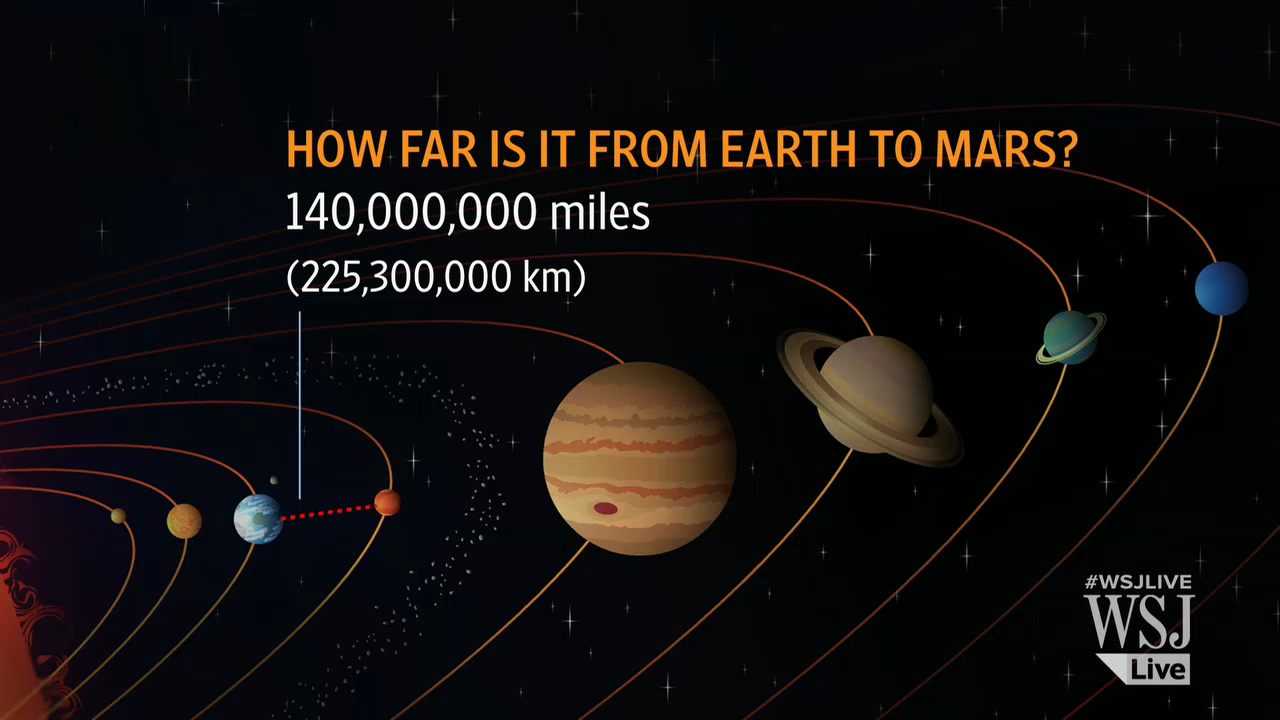 HOW FAR IS IT FROM EARTH TO MARS?
140,000,000 miles
(225,300,000 km)
#WSJLIVE
WSJ
Live